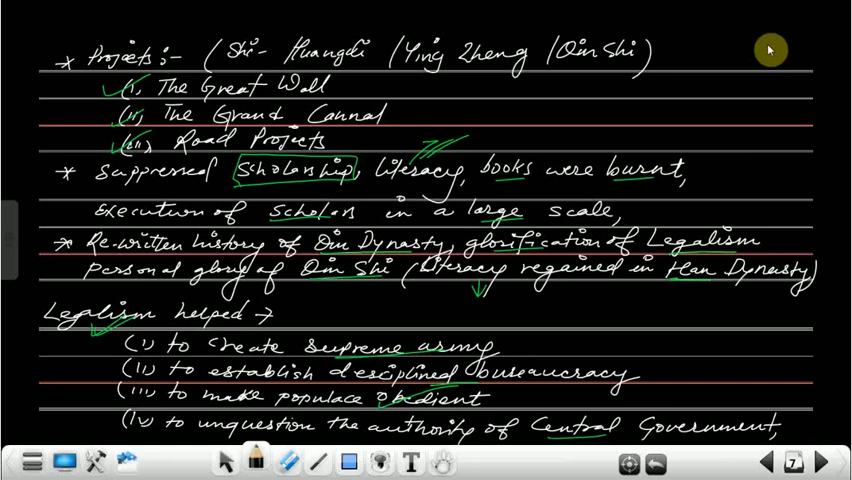 * Projects :- (Shi- Huangdi / Ying Zheng / Qin Shi)
(i), The Great Wall
(ii), The Grand Cannal
(iii) Road Projects
* Suppressed Scholarship, literacy, books were burnt,
execution of scholars in a large scale,
* Re-written history of Qin Dynasty, glorification of Legalism
personal glory of Qin Shi (literacy regained in Han Dynasty)
Legalism helped →
(i) to create supreme army
(ii) to establish desciplined bureaucracy
(iii) to make populace obedient
(iv) to unquestion the authority of Central Government,
T
7